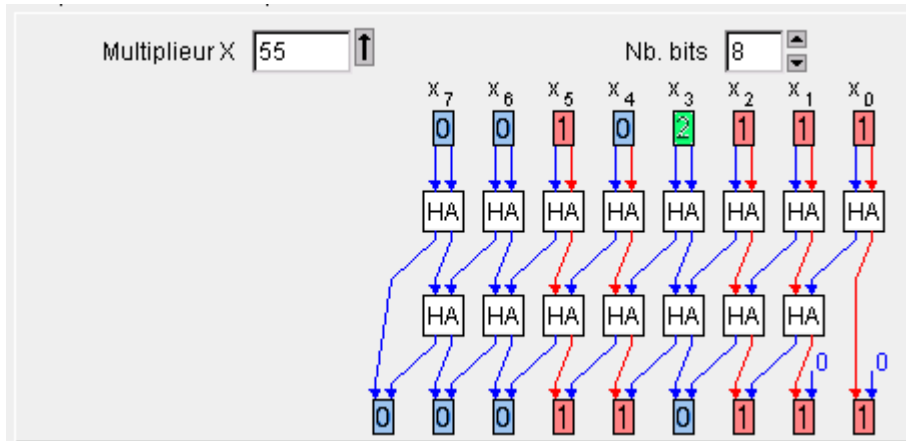 Multiplieur X 55 Nb. bits 8
x7 x6 x5 x4 x3 x2 x1 x0
0 0 1 0 2 1 1 1
HA HA HA HA HA HA HA HA
HA HA HA HA HA HA HA
0 0
0 0 0 1 1 0 1 1 1